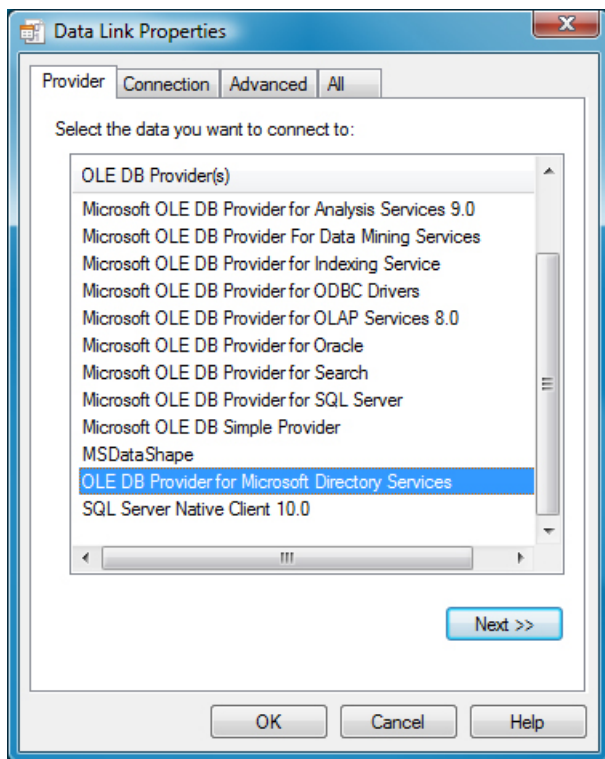 Data Link Properties
Provider Connection Advanced All
Select the data you want to connect to:
OLE DB Provider(s)
Microsoft OLE DB Provider for Analysis Services 9.0
Microsoft OLE DB Provider For Data Mining Services
Microsoft OLE DB Provider for Indexing Service
Microsoft OLE DB Provider for ODBC Drivers
Microsoft OLE DB Provider for OLAP Services 8.0
Microsoft OLE DB Provider for Oracle
Microsoft OLE DB Provider for Search
Microsoft OLE DB Provider for SQL Server
Microsoft OLE DB Simple Provider
MSDataShape
OLE DB Provider for Microsoft Directory Services
SQL Server Native Client 10.0
Next >>
OK Cancel Help